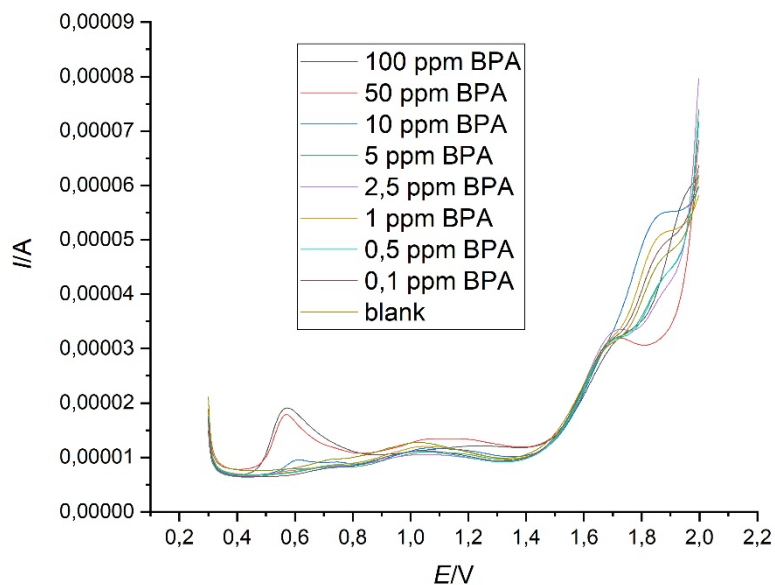 0,00009
0,00008
0,00007
0,00006
0,00005
0,00004
0,00003
0,00002
0,00001
0,00000
I/A
100 ppm BPA
50 ppm BPA
10 ppm BPA
5 ppm BPA
2,5 ppm BPA
1 ppm BPA
0,5 ppm BPA
0,1 ppm BPA
blank
0,2 0,4 0,6 0,8 1,0 1,2 1,4 1,6 1,8 2,0 2,2
E/V